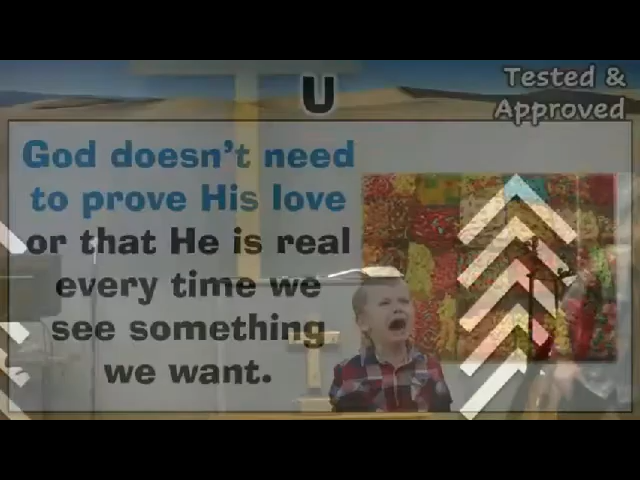 U
Tested &
Approved
God doesn't need
to prove His love
or that He is real
every time we
see something
we want.